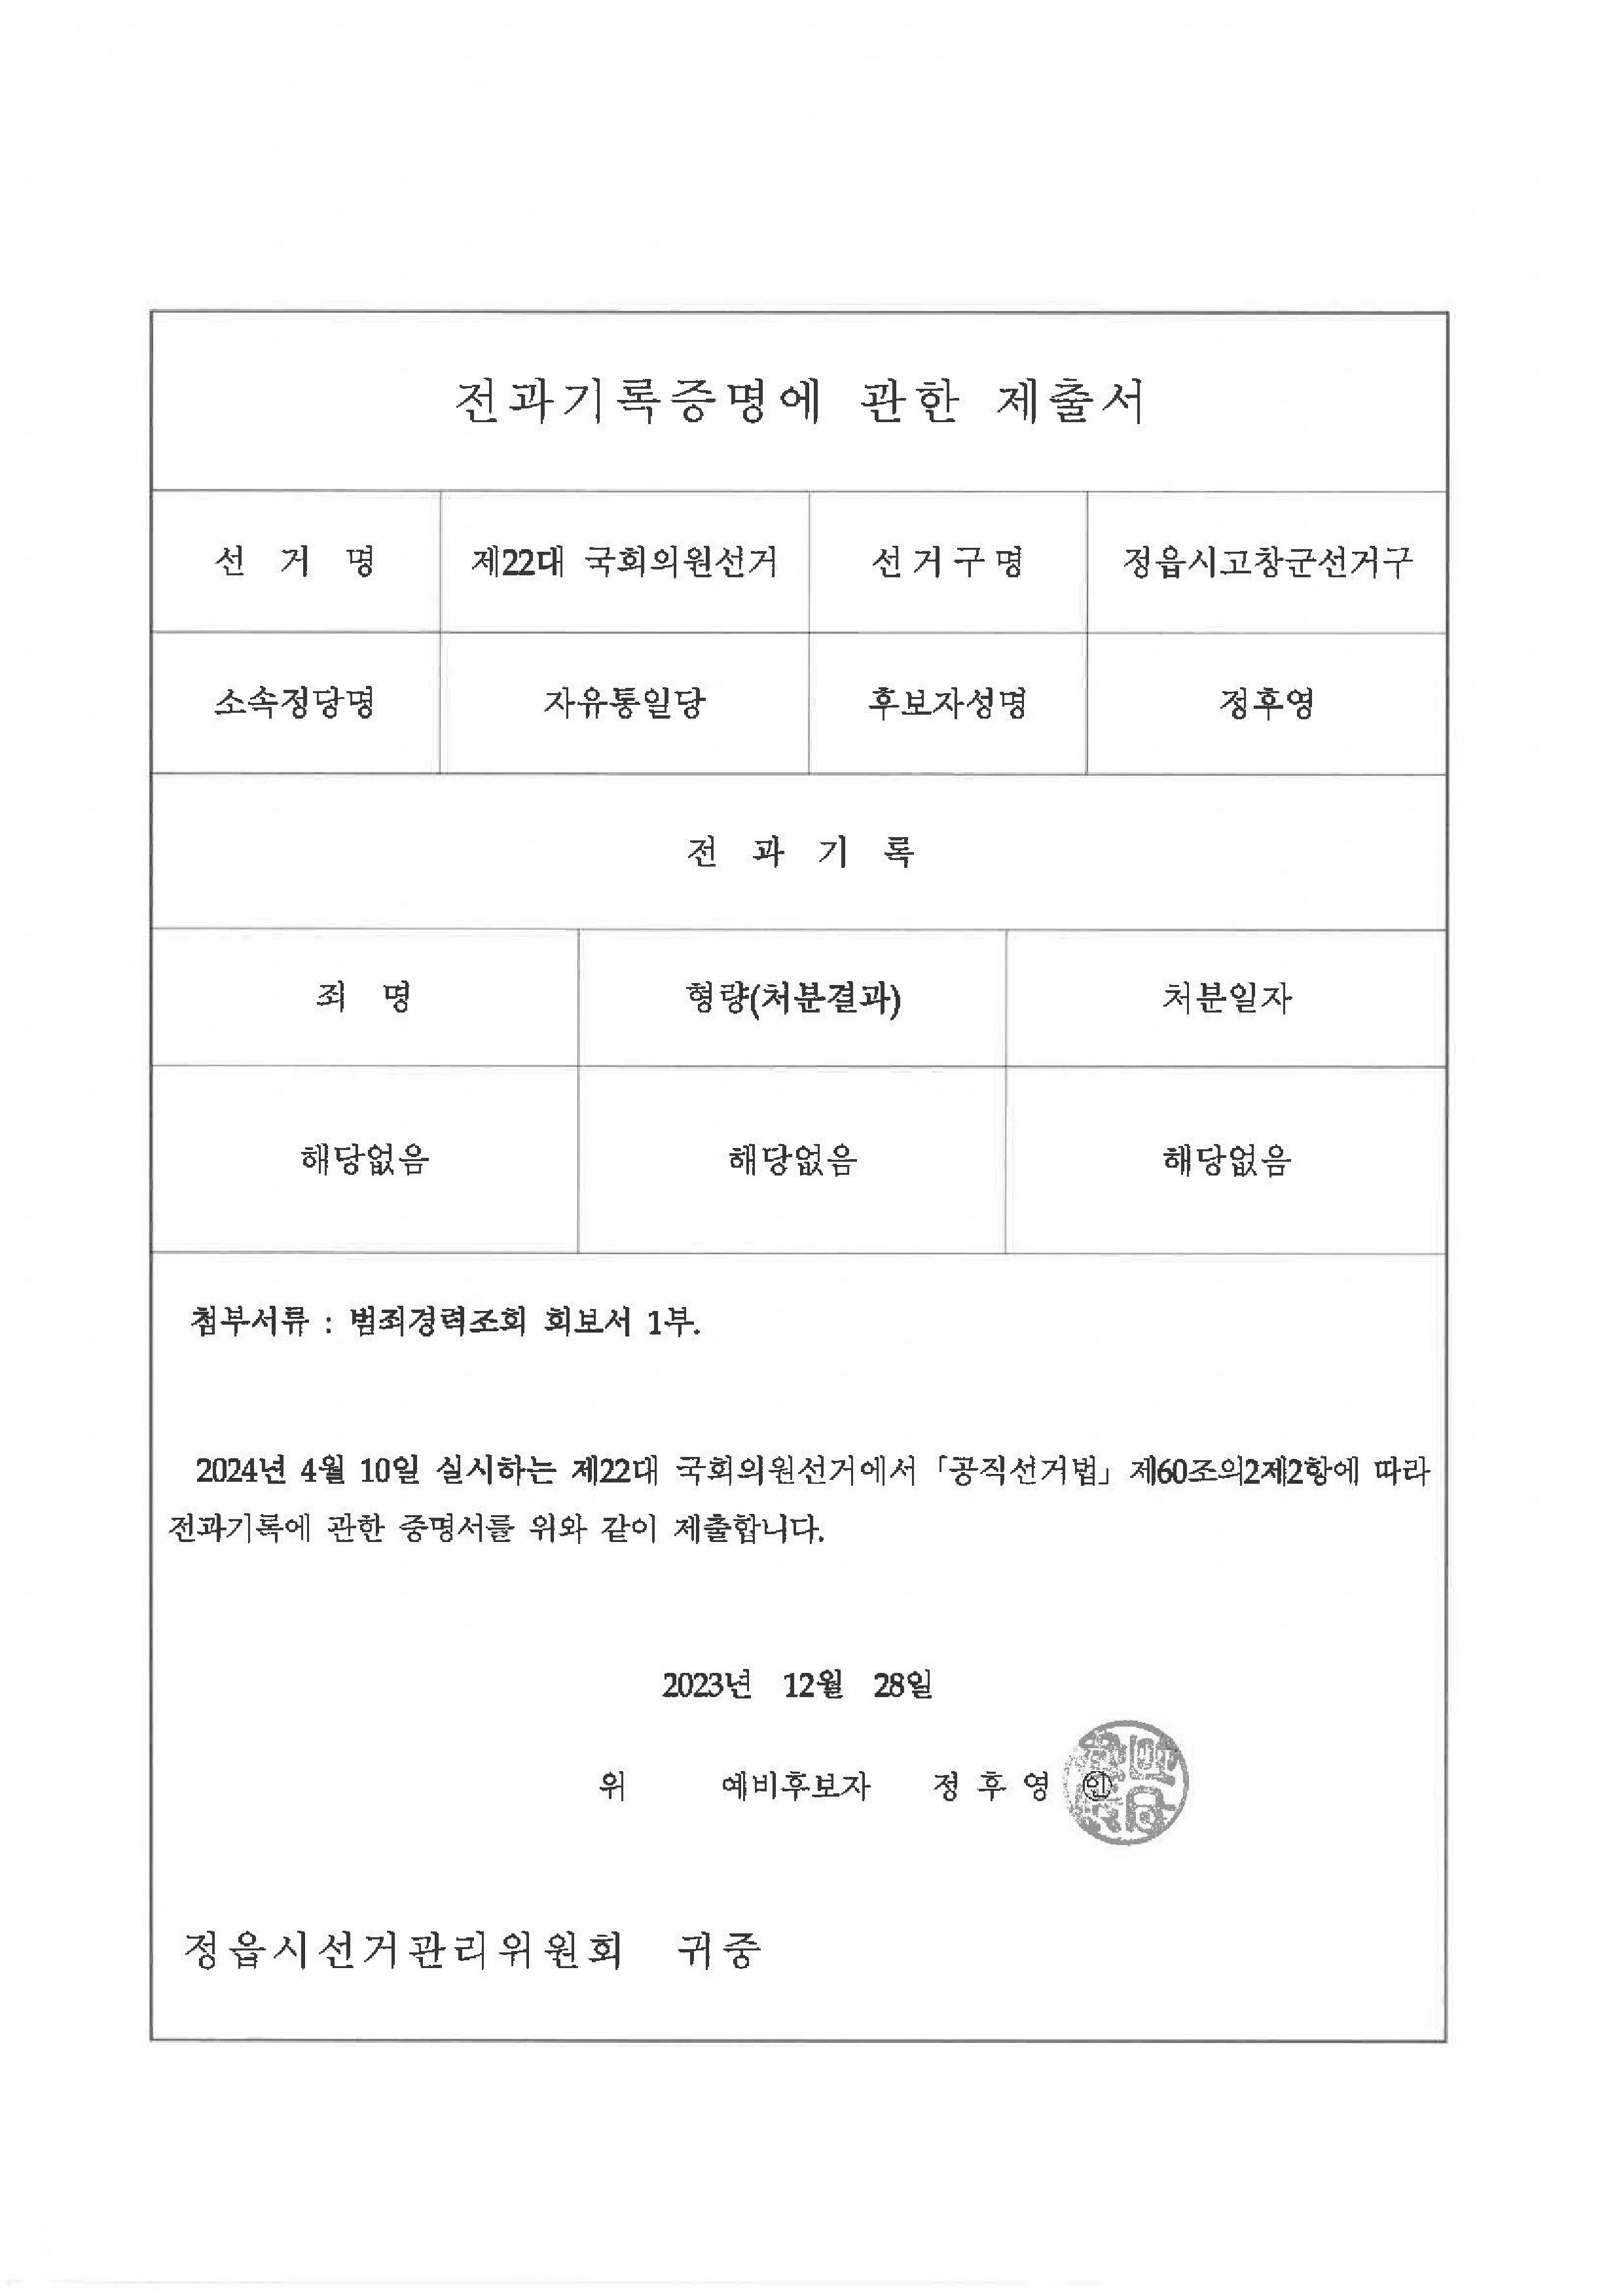 전과기록증명에 관한 제출서
선 거 명 제22대 국회의원선거 선거구명 정읍시고창군선거구
소속정당명 자유통일당 후보자성명 정후영
전 과 기 록
죄 명 형량(처분결과) 처분일자
해당없음 해당없음 해당없음
첨부서류 : 범죄경력조회 회보서 1부.
2024년 4월 10일 실시하는 제22대 국회의원선거에서 「공직선거법」 제60조의2제2항에 따라
전과기록에 관한 증명서를 위와 같이 제출합니다.
2023년 12월 28일
위 예비후보자 정 후 영 ㊞
정읍시선거관리위원회 귀중